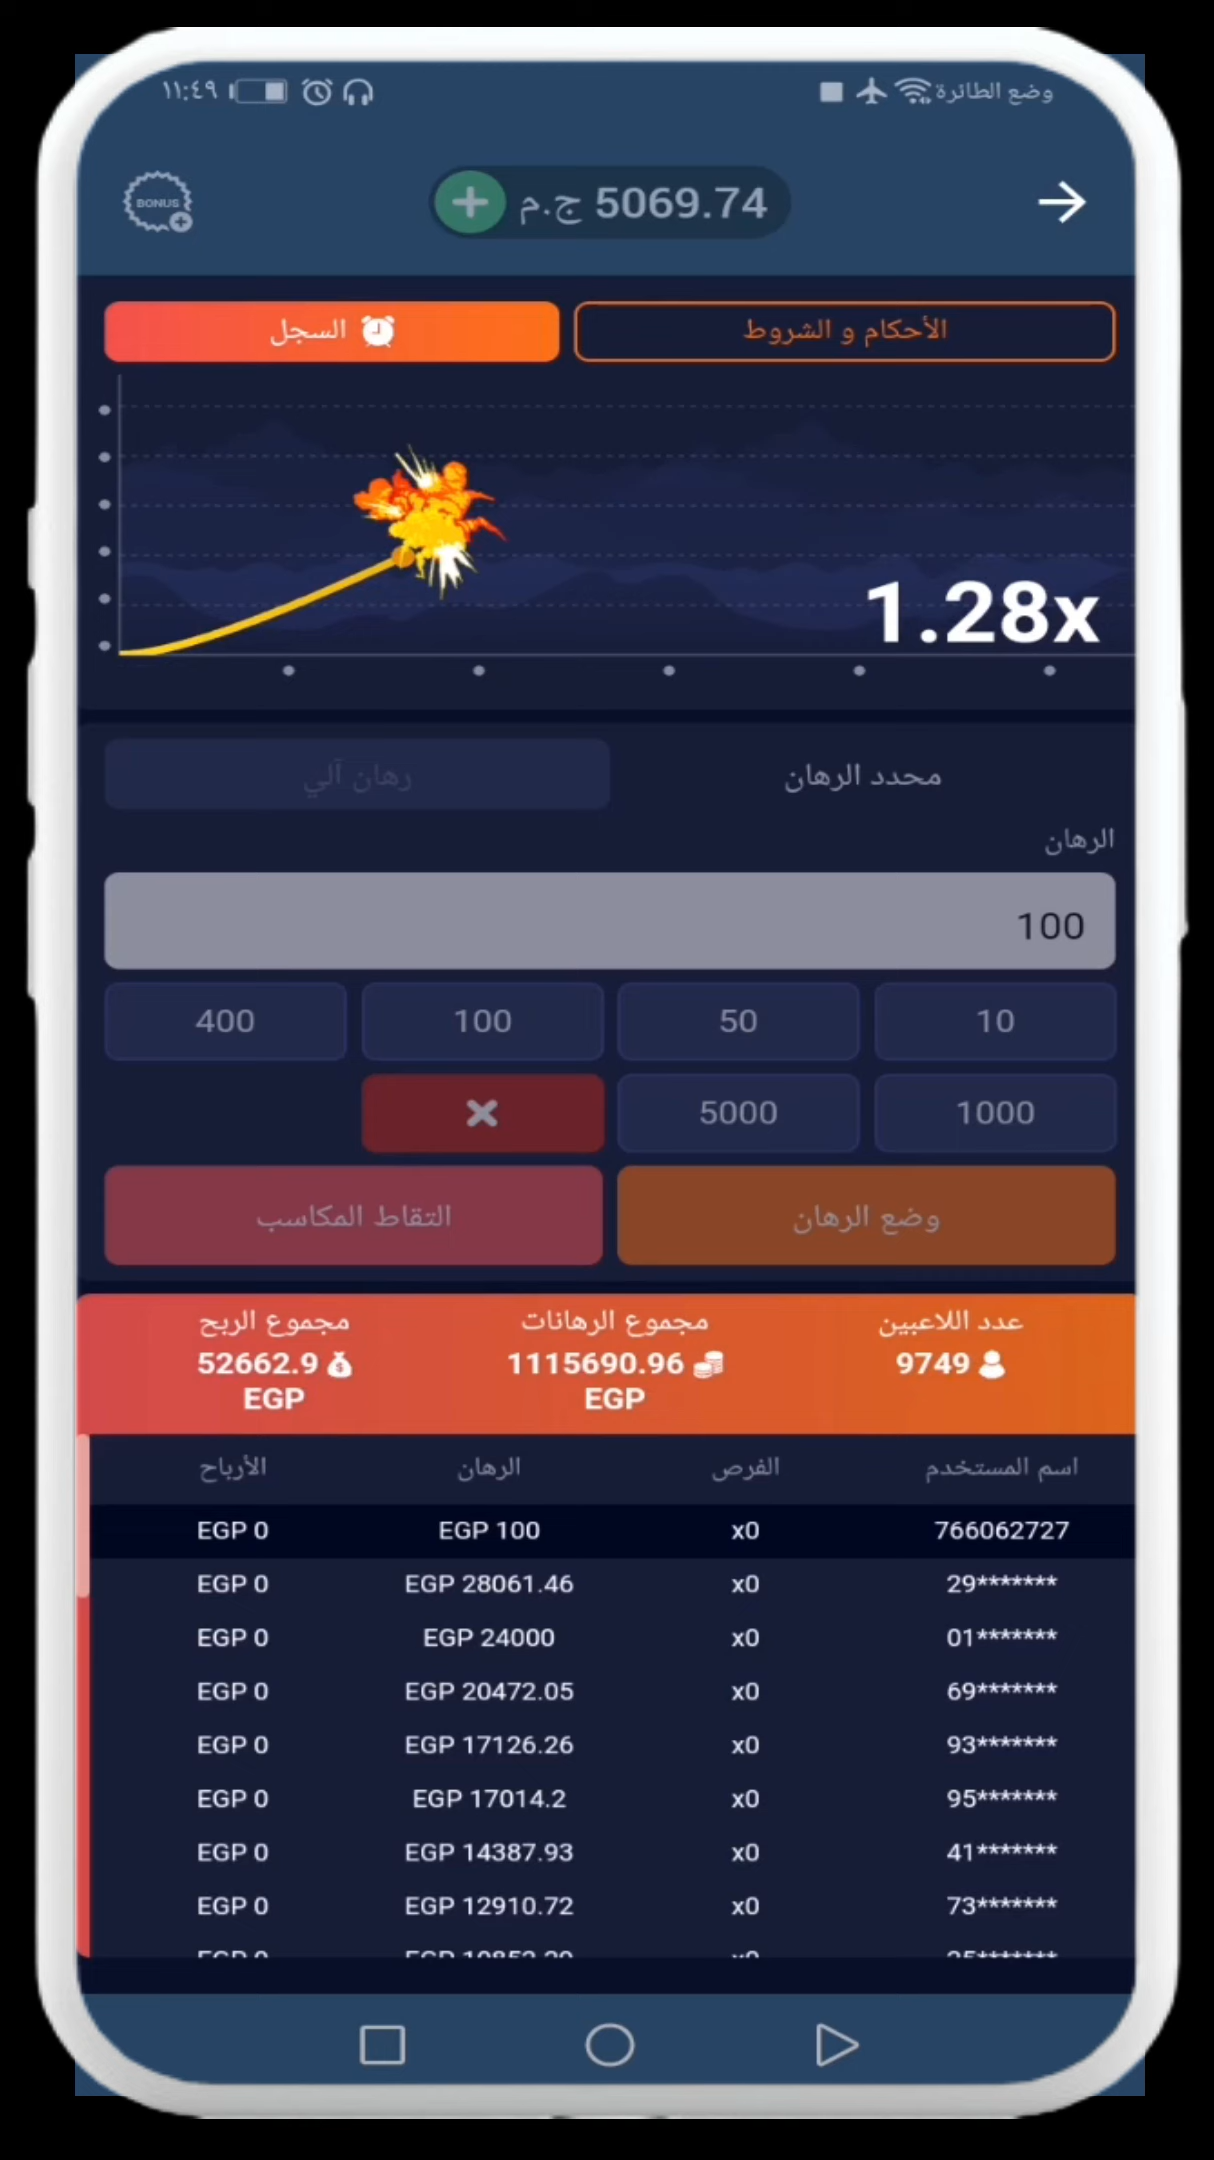 وضع الطائرة ١١:٤٩
5069.74 ج.م
BONUS
الأحكام و الشروط
السجل
1.28x
محدد الرهان
رهان آلي
الرهان
100
10 50 100 400
1000 5000
وضع الرهان
التقاط المكاسب
عدد اللاعبين مجموع الرهانات مجموع الربح
9749 1115690.96 52662.9
EGP EGP
اسم المستخدم الفرص الرهان الأرباح
766062727 x0 EGP 100 EGP 0
29******* x0 EGP 28061.46 EGP 0
01******* x0 EGP 24000 EGP 0
69******* x0 EGP 20472.05 EGP 0
93******* x0 EGP 17126.26 EGP 0
95******* x0 EGP 17014.2 EGP 0
41******* x0 EGP 14387.93 EGP 0
73******* x0 EGP 12910.72 EGP 0